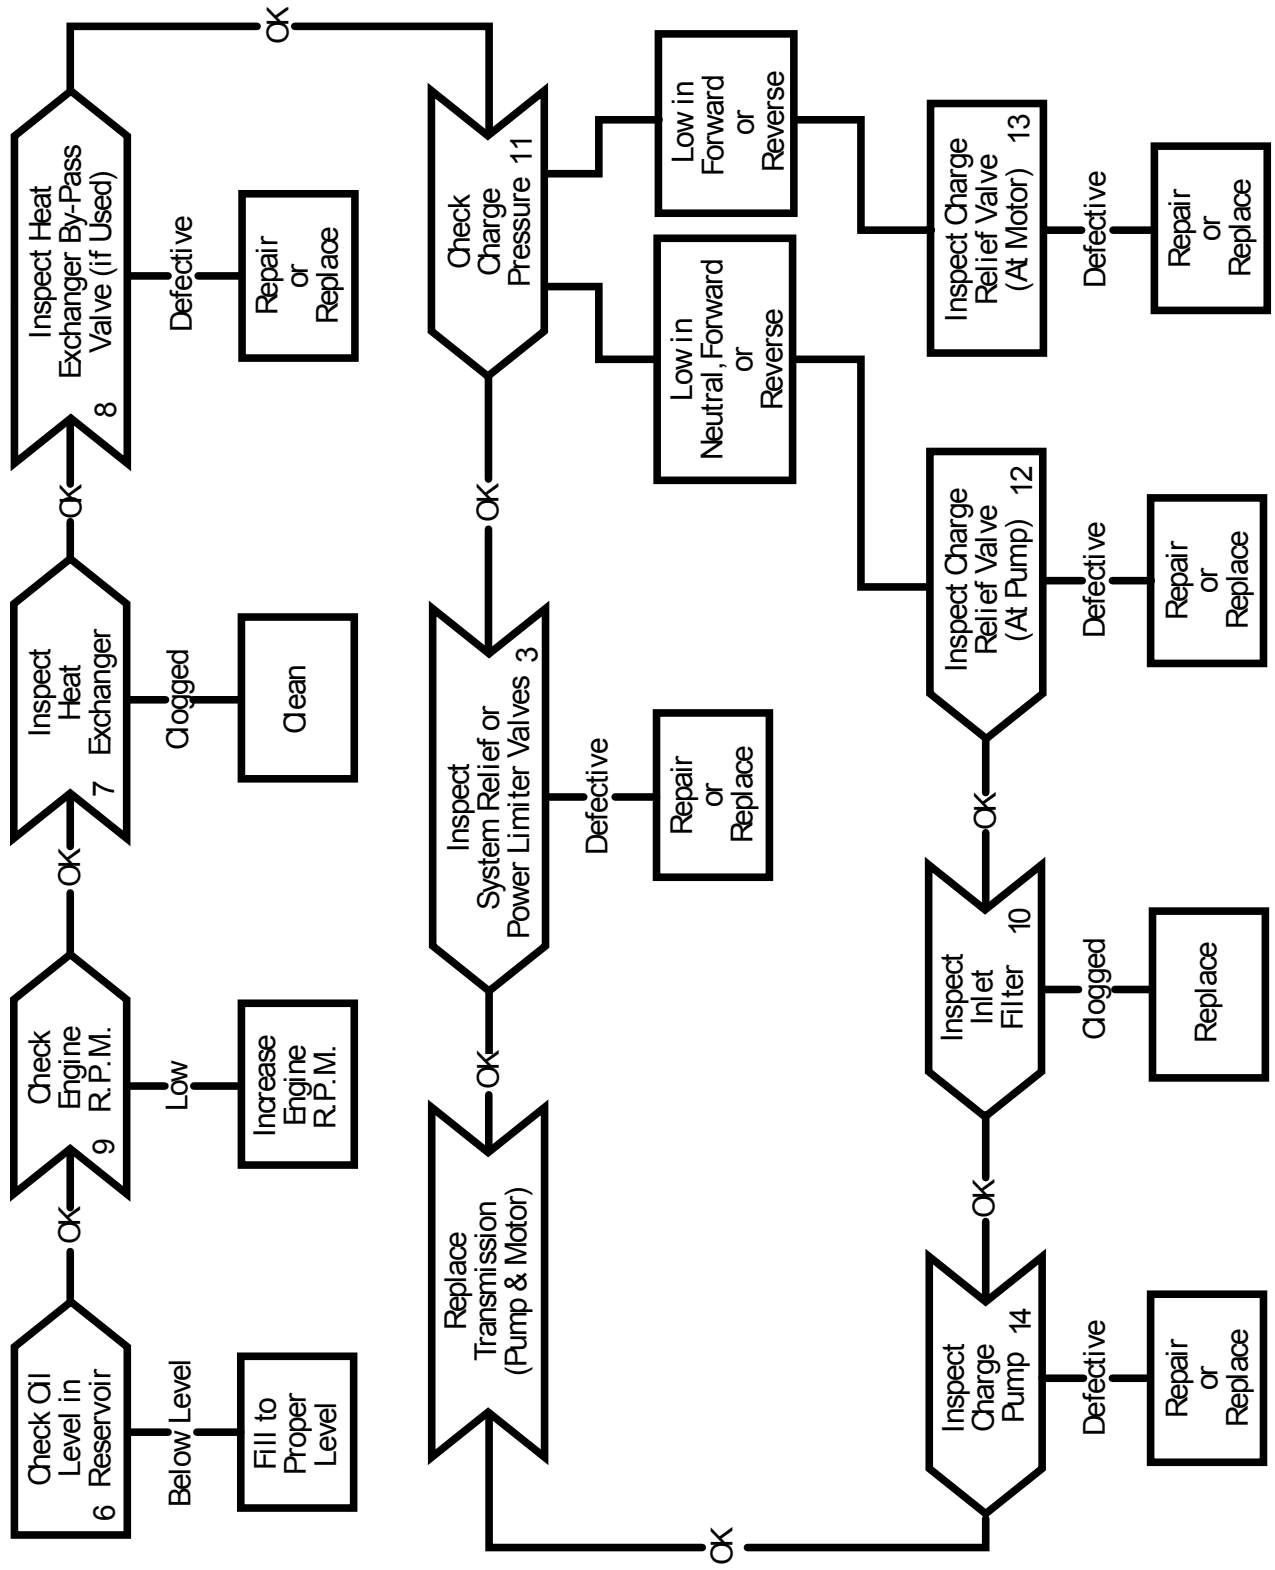 Check Oil
Level in
6 Reservoir
Below Level
Fill to
Proper
Level
OK
Check
Engine
9 R.P.M.
Low
Increase
Engine
R.P.M.
OK
Inspect
Heat
7 Exchanger
Clogged
Clean
OK
Inspect Heat
Exchanger By-Pass
8 Valve (if Used)
Defective
Repair
or
Replace
OK
Check
Charge
Pressure 11
Low in
Forward
or
Reverse
Inspect Charge
Relief Valve
(At Motor) 13
Defective
Repair
or
Replace
Low in
Neutral, Forward
or
Reverse
Inspect Charge
Relief Valve
(At Pump) 12
Defective
Repair
or
Replace
OK
Inspect
Inlet
Filter 10
Clogged
Replace
OK
Inspect
Charge
Pump 14
Defective
Repair
or
Replace
OK
OK
Inspect
System Relief or
Power Limiter Valves 3
Defective
Repair
or
Replace
OK
Replace
Transmission
(Pump & Motor)